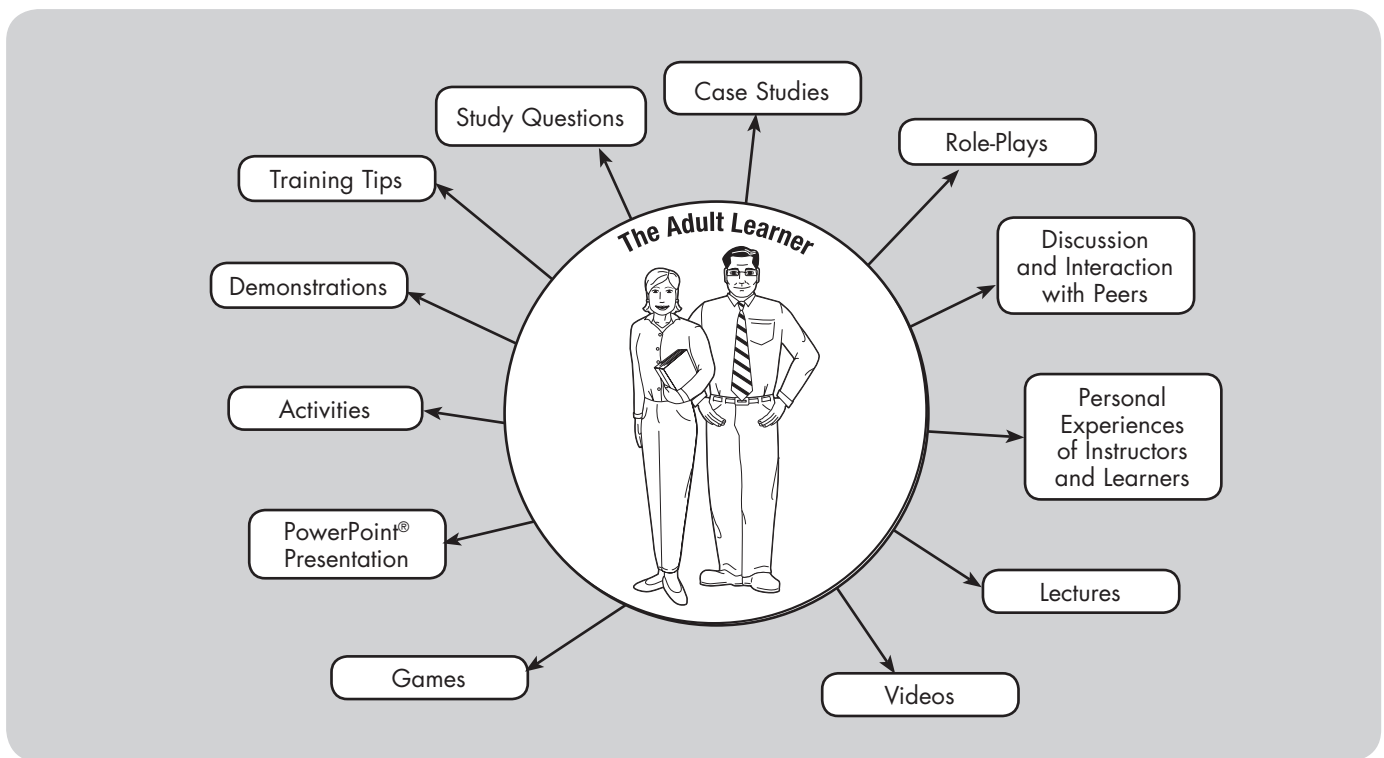 Case Studies
Study Questions
Role-Plays
Training Tips
The Adult Learner
Discussion
and Interaction
with Peers
Demonstrations
Activities
Personal
Experiences
of Instructors
and Learners
PowerPoint®
Presentation
Lectures
Games
Videos